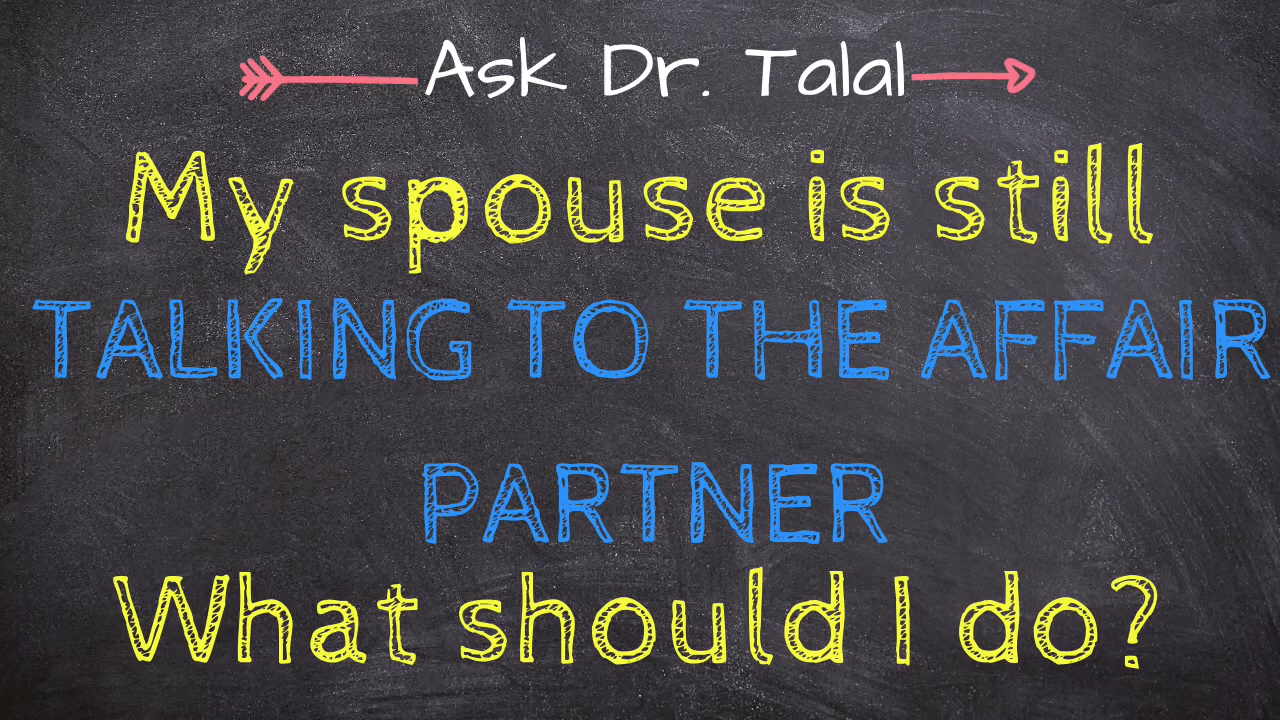 Ask Dr. Talal
My spouse is still
TALKING TO THE AFFAIR
PARTNER
What should I do?